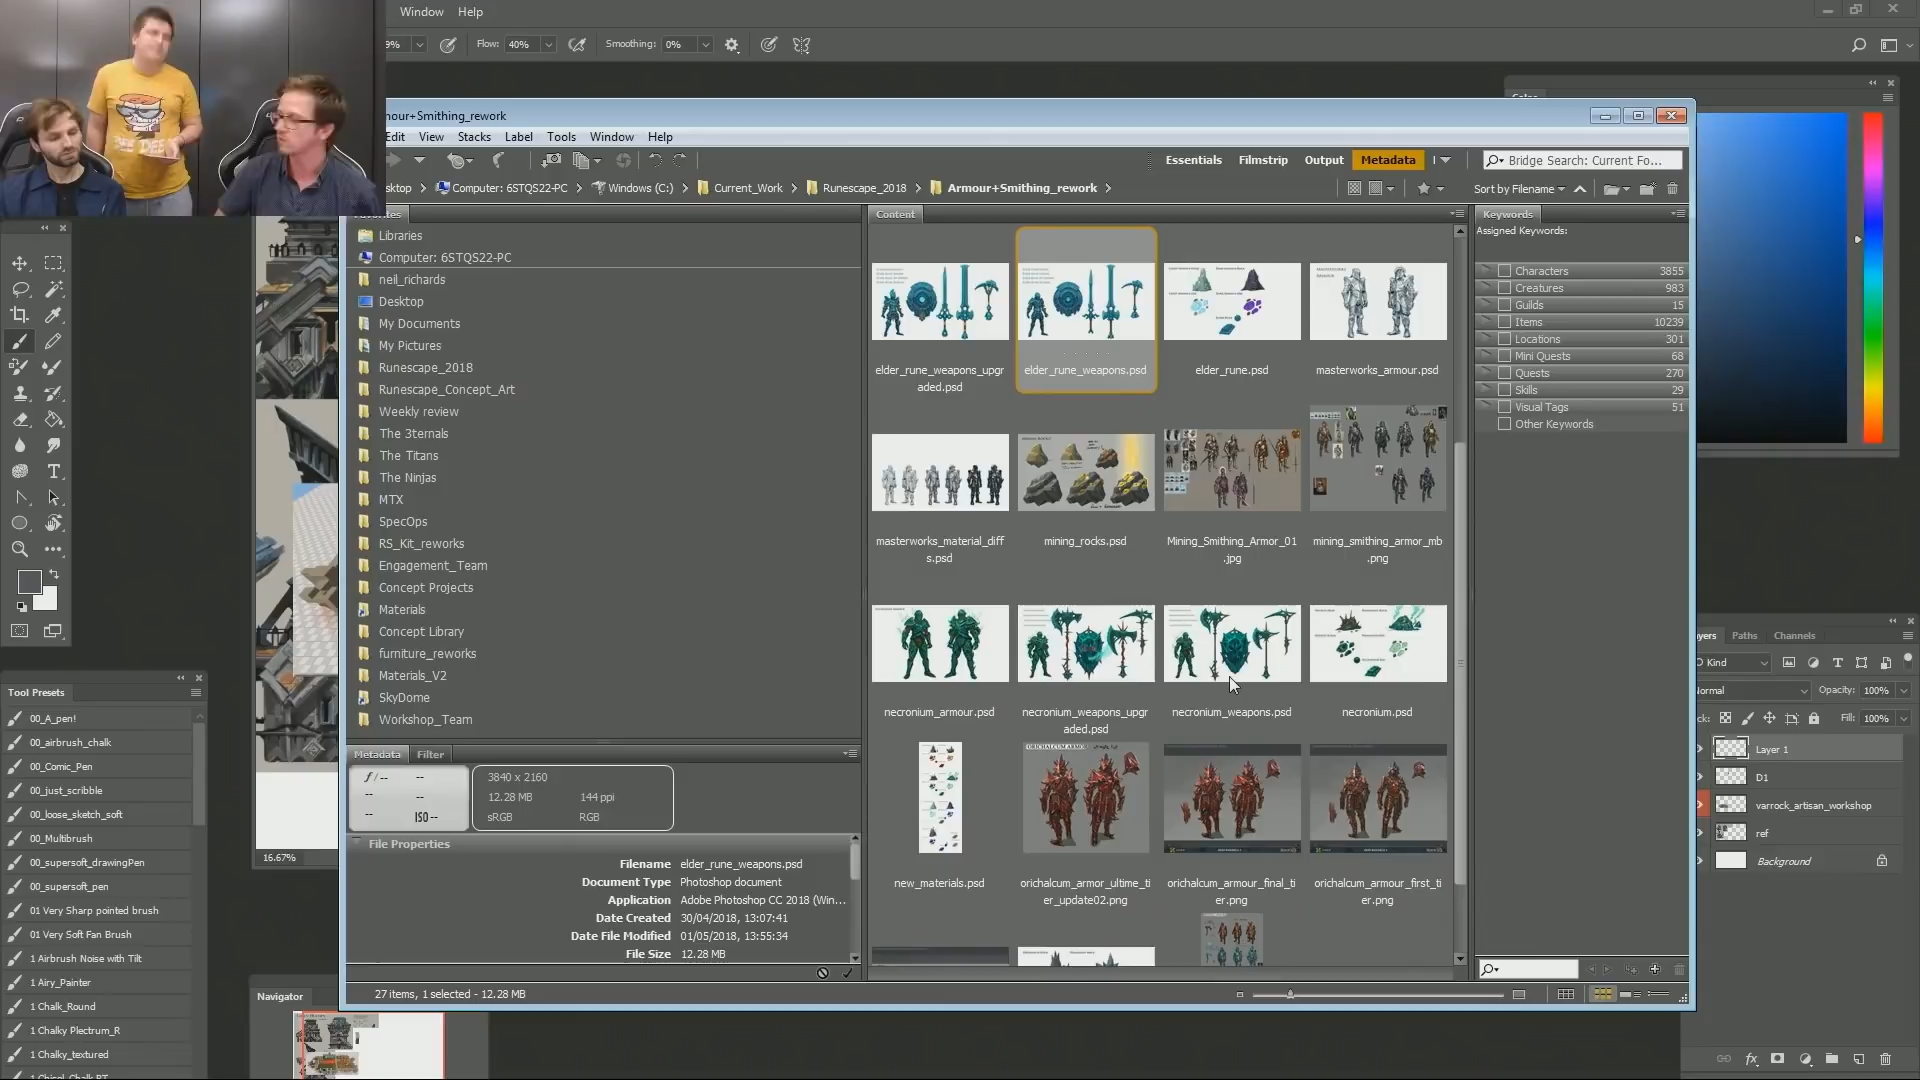 Window Help
9% Flow: 40% Smoothing: 0%
mour+Smithing_rework
Edit View Stacks Label Tools Window Help
Essentials Filmstrip Output Metadata Bridge Search: Current Fo...
sktop Computer: 6STQS22-PC Windows (C:) Current_Work Runescape_2018 Armour+Smithing_rework Sort by Filename
Favorites
Libraries
Computer: 6STQS22-PC
neil_richards
Desktop
My Documents
My Pictures
Runescape_2018
Runescape_Concept_Art
Weekly review
The 3ternals
The Titans
The Ninjas
MTX
SpecOps
RS_Kit_reworks
Engagement_Team
Concept Projects
Materials
Concept Library
furniture_reworks
Materials_V2
SkyDome
Workshop_Team
Metadata Filter
f/-- --
-- --
-- ISO --
3840 x 2160
12.28 MB 144 ppi
sRGB RGB
File Properties
Filename elder_rune_weapons.psd
Document Type Photoshop document
Application Adobe Photoshop CC 2018 (Win...
Date Created 30/04/2018, 13:07:41
Date File Modified 01/05/2018, 13:55:34
File Size 12.28 MB
27 items, 1 selected - 12.28 MB
Content
elder_rune_weapons_upgr
aded.psd
elder_rune_weapons.psd
elder_rune.psd
masterworks_armour.psd
masterworks_material_diff
s.psd
mining_rocks.psd
Mining_Smithing_Armor_01
.jpg
mining_smithing_armor_mb
.png
necronium_armour.psd
necronium_weapons_upgr
aded.psd
necronium_weapons.psd
necronium.psd
new_materials.psd
ORICHALCUM ARMOR
orichalcum_armor_ultime_ti
er_update02.png
orichalcum_armour_final_ti
er.png
orichalcum_armour_first_ti
er.png
Keywords
Assigned Keywords:
Characters 3855
Creatures 983
Guilds 15
Items 10239
Locations 301
Mini Quests 68
Quests 270
Skills 29
Visual Tags 51
Other Keywords
Color
yers Paths Channels
Kind
Normal Opacity: 100%
ck: Fill: 100%
Layer 1
D1
varrock_artisan_workshop
ref
Background
Tool Presets
00_A_pen!
00_airbrush_chalk
00_Comic_Pen
00_just_scribble
00_loose_sketch_soft
00_Multibrush
00_supersoft_drawingPen
00_supersoft_pen
01 Very Sharp pointed brush
01 Very Soft Fan Brush
1 Airbrush Noise with Tilt
1 Airy_Painter
1 Chalk_Round
1 Chalky Plectrum_R
1 Chalky_textured
1 Chisel_Chalk RT
16.67%
Navigator